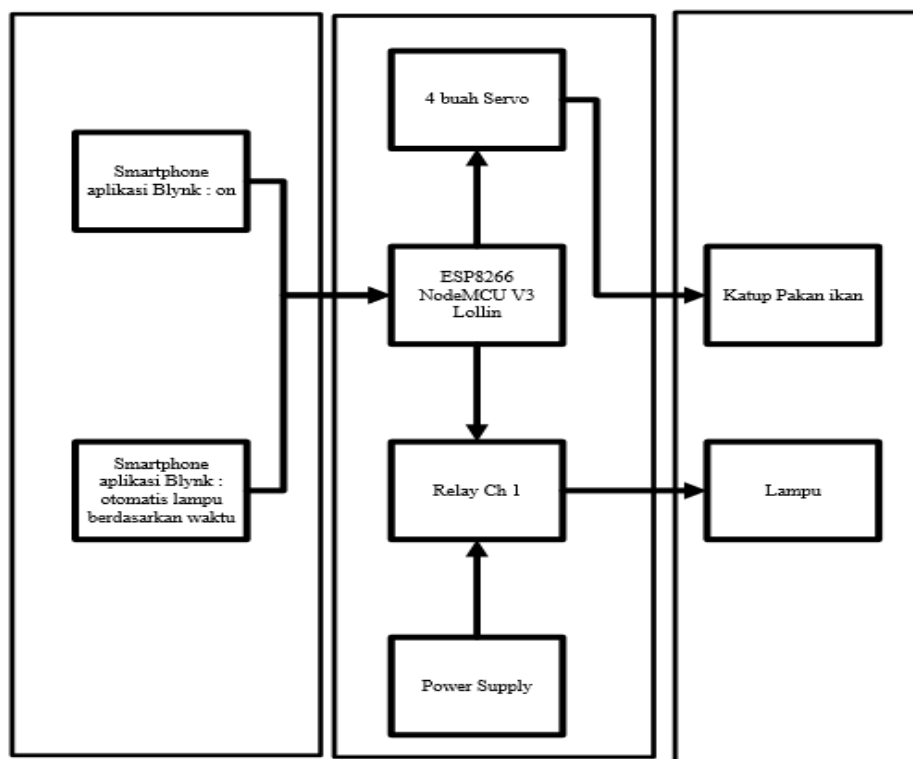 Smartphone
aplikasi Blynk : on
Smartphone
aplikasi Blynk :
otomatis lampu
berdasarkan waktu
4 buah Servo
ESP8266
NodeMCU V3
Lollin
Relay Ch 1
Power Supply
Katup Pakan ikan
Lampu